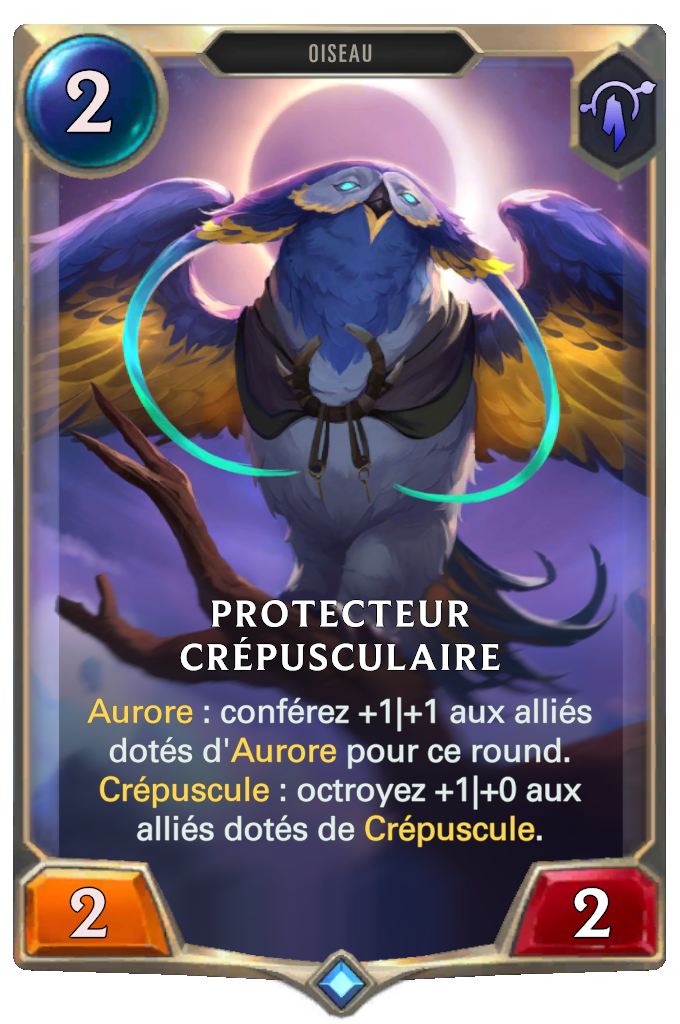 OISEAU
2
PROTECTEUR
CRÉPUSCULAIRE
Aurore : conférez +1|+1 aux alliés
dotés d'Aurore pour ce round.
Crépuscule : octroyez +1|+0 aux
alliés dotés de Crépuscule.
2
2